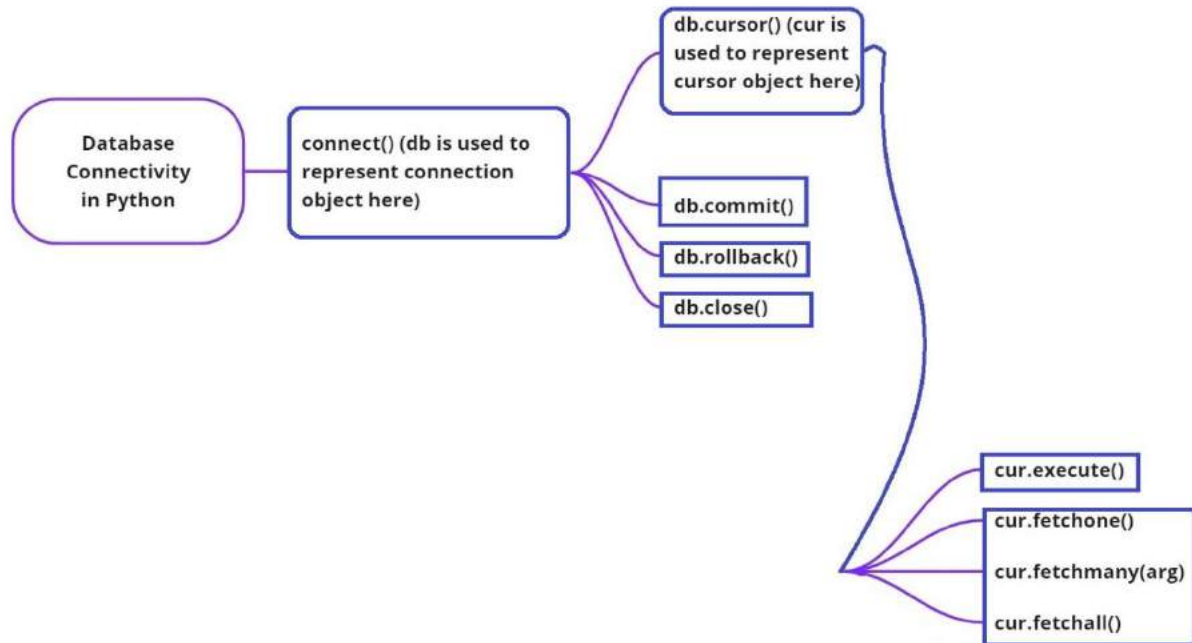 Database
Connectivity
in Python
connect() (db is used to
represent connection
object here)
db.cursor() (cur is
used to represent
cursor object here)
db.commit()
db.rollback()
db.close()
cur.execute()
cur.fetchone()
cur.fetchmany(arg)
cur.fetchall()